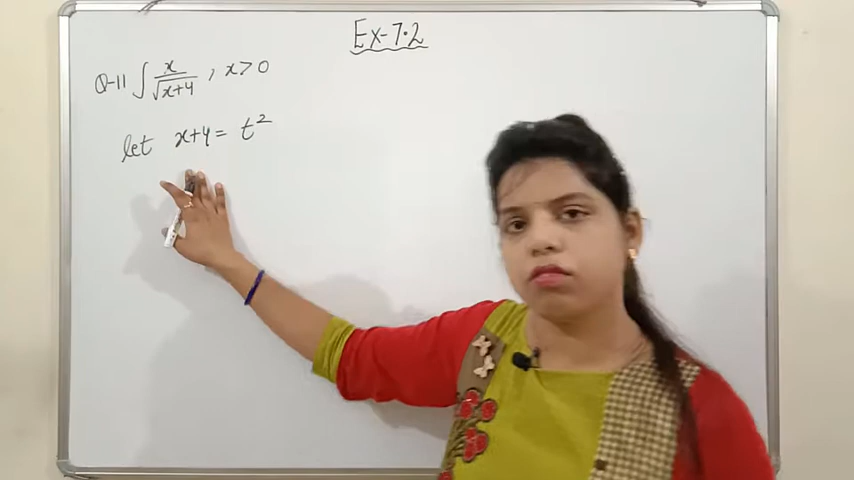 Ex-7.2
Q-11 ∫ x/√(x+4) , x>0
let x+4 = t²